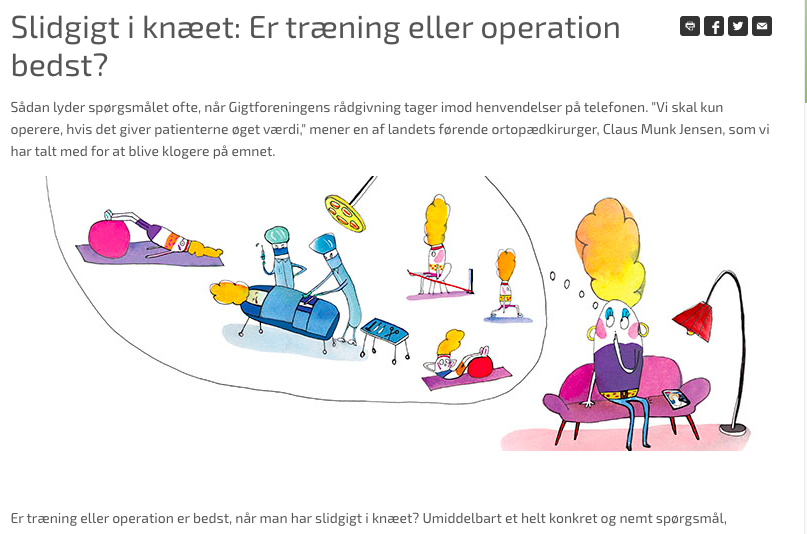 Slidgigt i knæet: Er træning eller operation
bedst?
Sådan lyder spørgsmålet ofte, når Gigtforeningens rådgivning tager imod henvendelser på telefonen. "Vi skal kun
operere, hvis det giver patienterne øget værdi," mener en af landets førende ortopædkirurger, Claus Munk Jensen, som vi
har talt med for at blive klogere på emnet.
Er træning eller operation er bedst, når man har slidgigt i knæet? Umiddelbart et helt konkret og nemt spørgsmål,